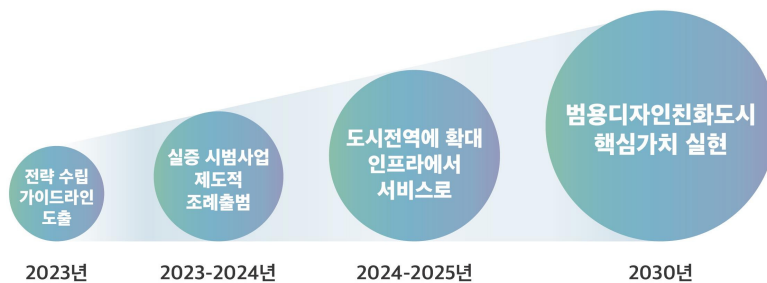 전략 수립
가이드라인
도출
실증 시범사업
제도적
조례출범
도시전역에 확대
인프라에서
서비스로
범용디자인친화도시
핵심가치 실현
2023년
2023-2024년
2024-2025년
2030년